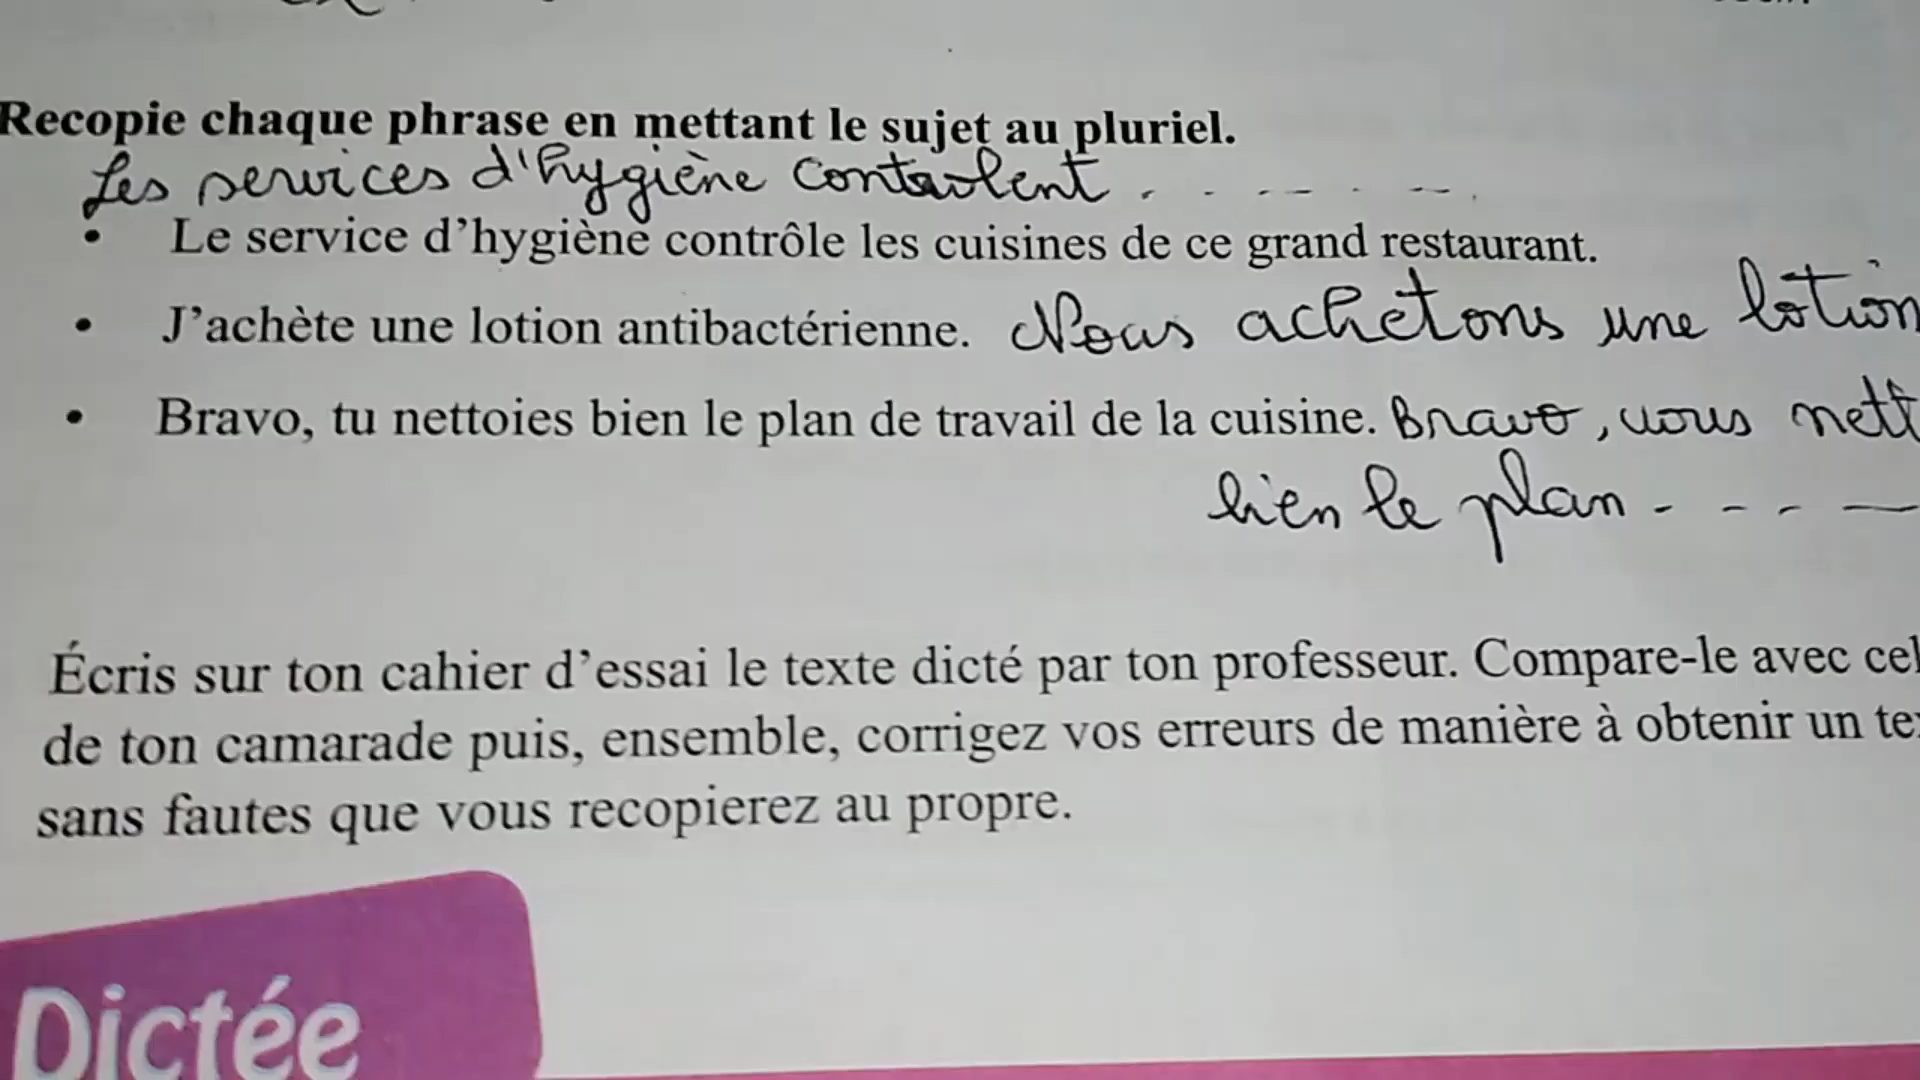 Recopie chaque phrase en mettant le sujet au pluriel.
Les services d'hygiène
• Le service d'hygiène contrôle les cuisines de ce grand restaurant.
• J'achète une lotion antibactérienne. Nous achetons une lotion
• Bravo, tu nettoies bien le plan de travail de la cuisine. Bravo, vous nett
bien le plan - - - - —
Écris sur ton cahier d'essai le texte dicté par ton professeur. Compare-le avec cel
de ton camarade puis, ensemble, corrigez vos erreurs de manière à obtenir un te
sans fautes que vous recopierez au propre.
Dictée